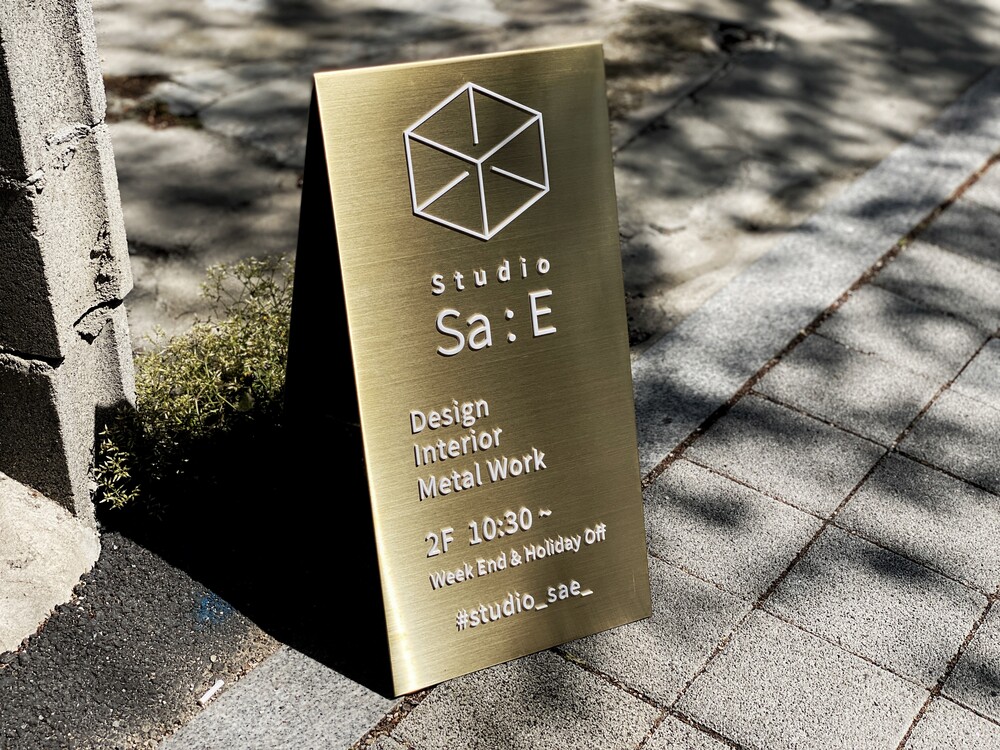 Studio
Sa : E
Design
Interior
Metal Work
2F 10:30 ~
Week End & Holiday Off
#studio_sae_